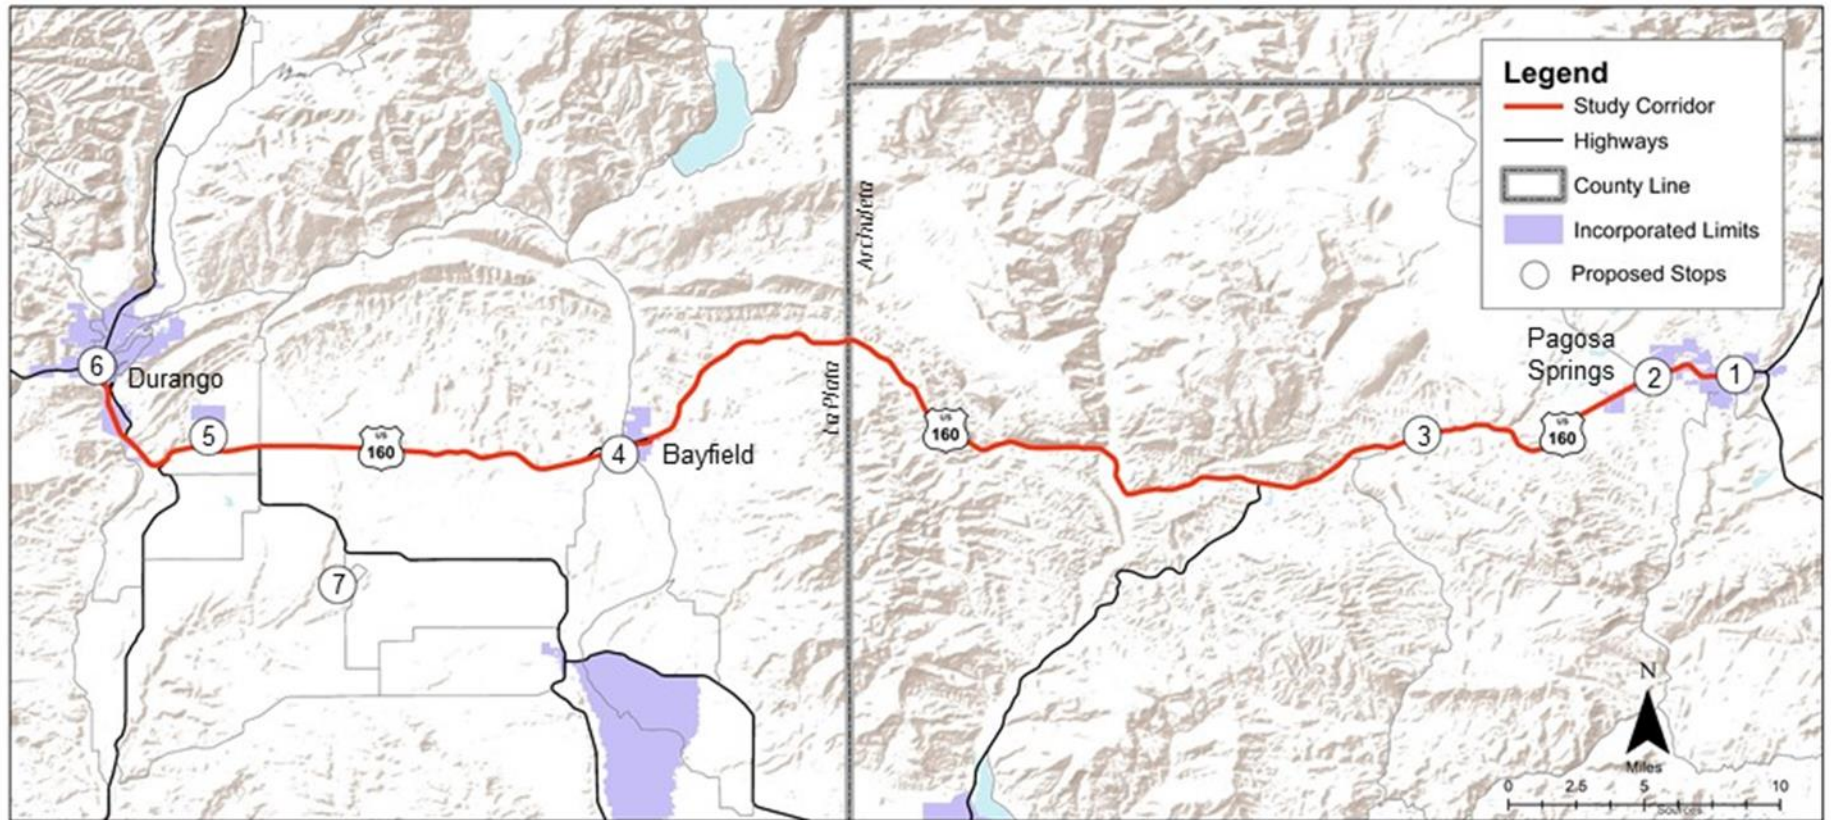 Legend
Study Corridor
Highways
County Line
Incorporated Limits
Proposed Stops
Archuleta
La Plata
Pagosa
Springs
6
Durango
5
US
160
4
Bayfield
US
160
3
US
160
2
1
7
N
Miles
0 2.5 5 10
Sources